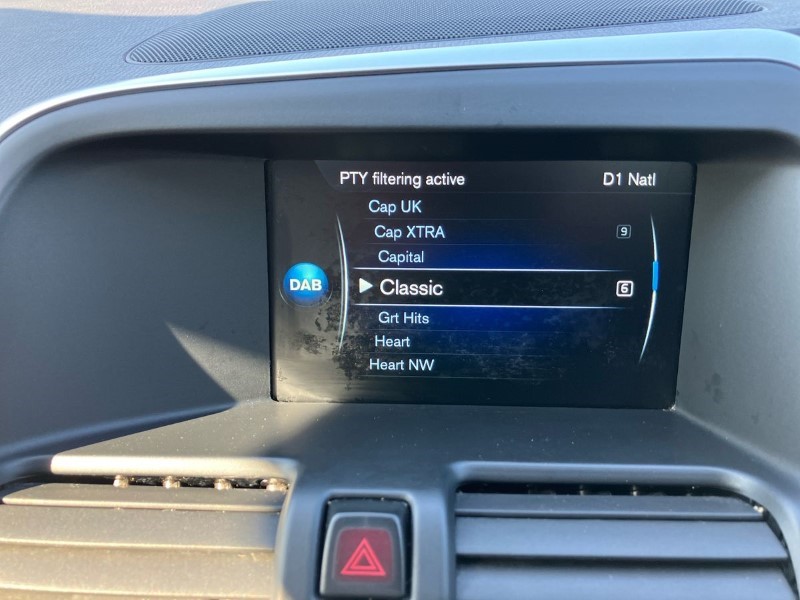 PTY filtering active D1 Natl
Cap UK
Cap XTRA 9
Capital
DAB Classic 6
Grt Hits
Heart
Heart NW